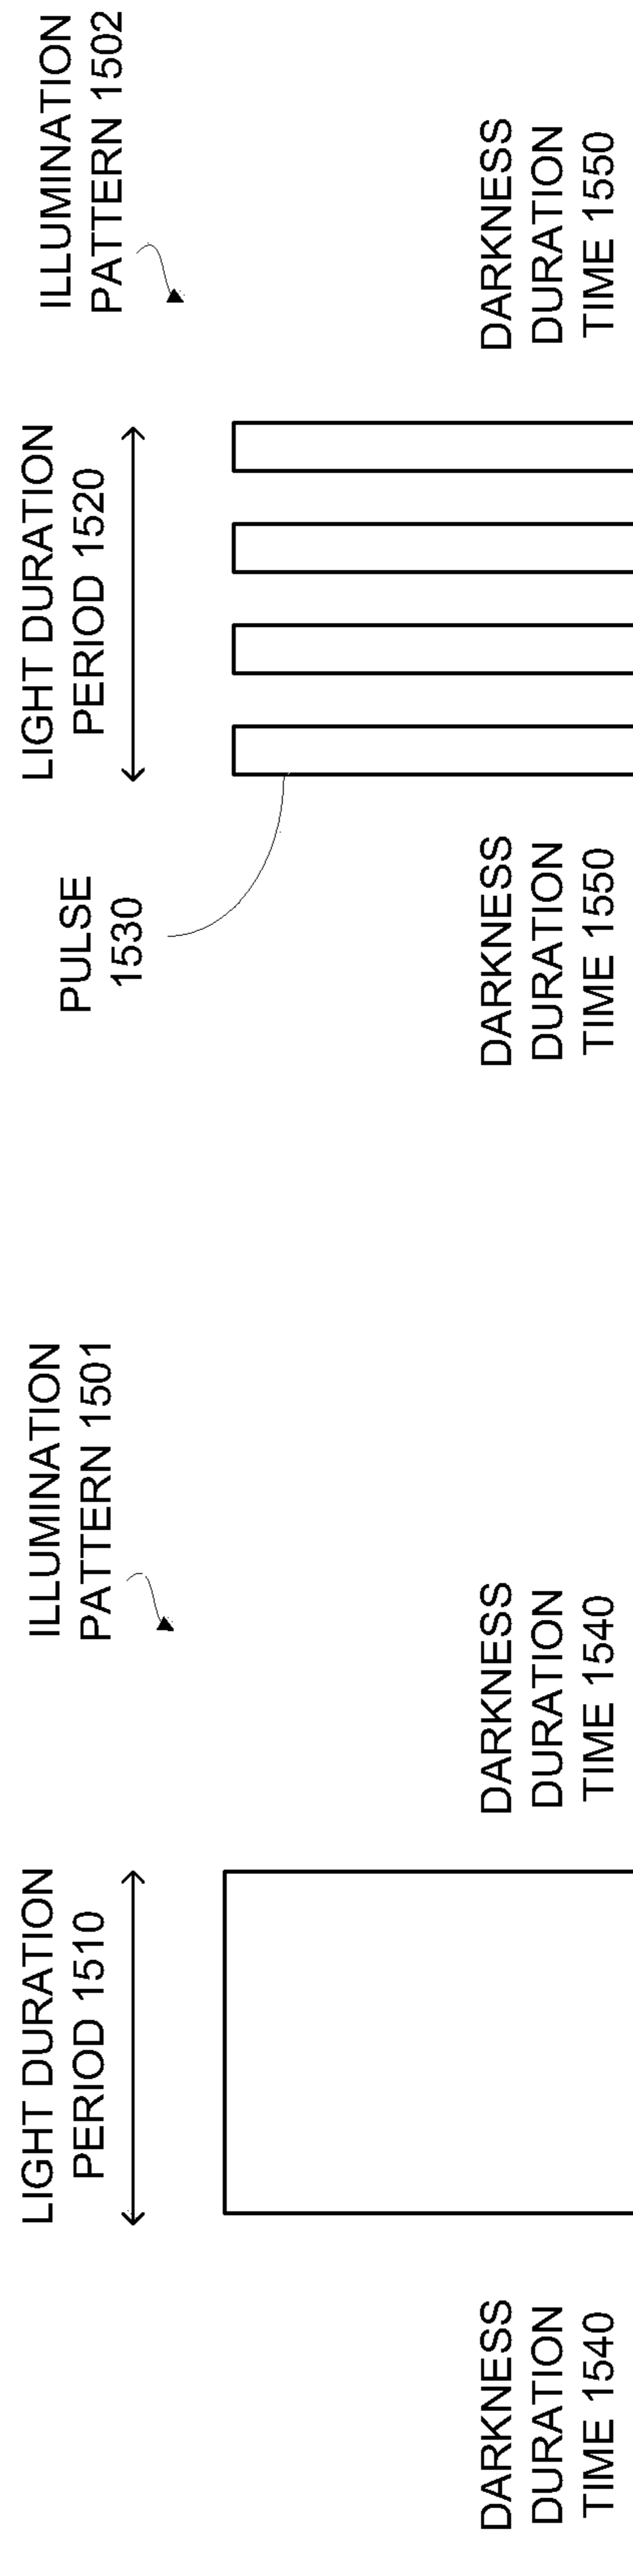 LIGHT DURATION
PERIOD 1510
ILLUMINATION
PATTERN 1501
DARKNESS
DURATION
TIME 1540
DARKNESS
DURATION
TIME 1540
PULSE
1530
LIGHT DURATION
PERIOD 1520
ILLUMINATION
PATTERN 1502
DARKNESS
DURATION
TIME 1550
DARKNESS
DURATION
TIME 1550